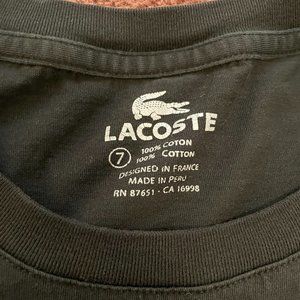 LACOSTE
7
100% COTON
100% COTTON
DESIGNED IN FRANCE
MADE IN PERU
RN 87651 - CA 16998